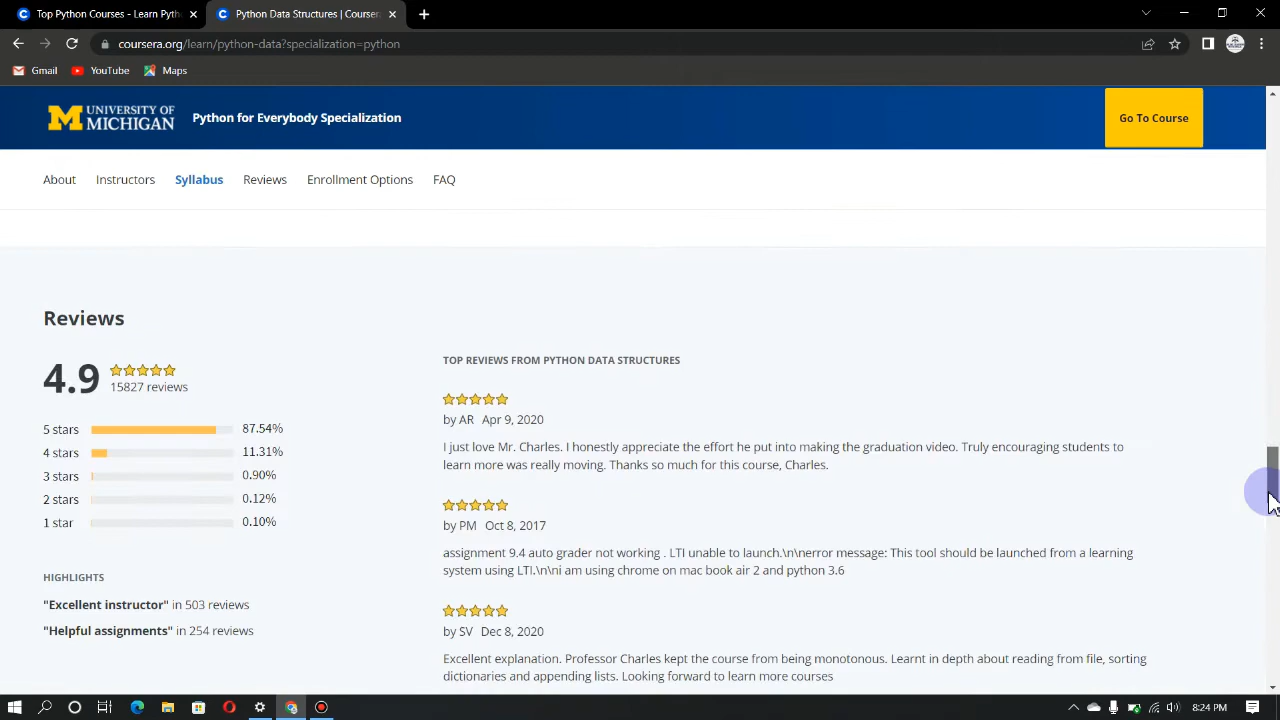 Top Python Courses - Learn Pyth
Python Data Structures | Courser
coursera.org/learn/python-data?specialization=python
Gmail
YouTube
Maps
M UNIVERSITY OF MICHIGAN
Python for Everybody Specialization
Go To Course
About
Instructors
Syllabus
Reviews
Enrollment Options
FAQ
Reviews
4.9
15827 reviews
5 stars 87.54%
4 stars 11.31%
3 stars 0.90%
2 stars 0.12%
1 star 0.10%
HIGHLIGHTS
"Excellent instructor" in 503 reviews
"Helpful assignments" in 254 reviews
TOP REVIEWS FROM PYTHON DATA STRUCTURES
by AR Apr 9, 2020
I just love Mr. Charles. I honestly appreciate the effort he put into making the graduation video. Truly encouraging students to
learn more was really moving. Thanks so much for this course, Charles.
by PM Oct 8, 2017
assignment 9.4 auto grader not working . LTI unable to launch.\n\nerror message: This tool should be launched from a learning
system using LTI.\n\ni am using chrome on mac book air 2 and python 3.6
by SV Dec 8, 2020
Excellent explanation. Professor Charles kept the course from being monotonous. Learnt in depth about reading from file, sorting
dictionaries and appending lists. Looking forward to learn more courses
8:24 PM